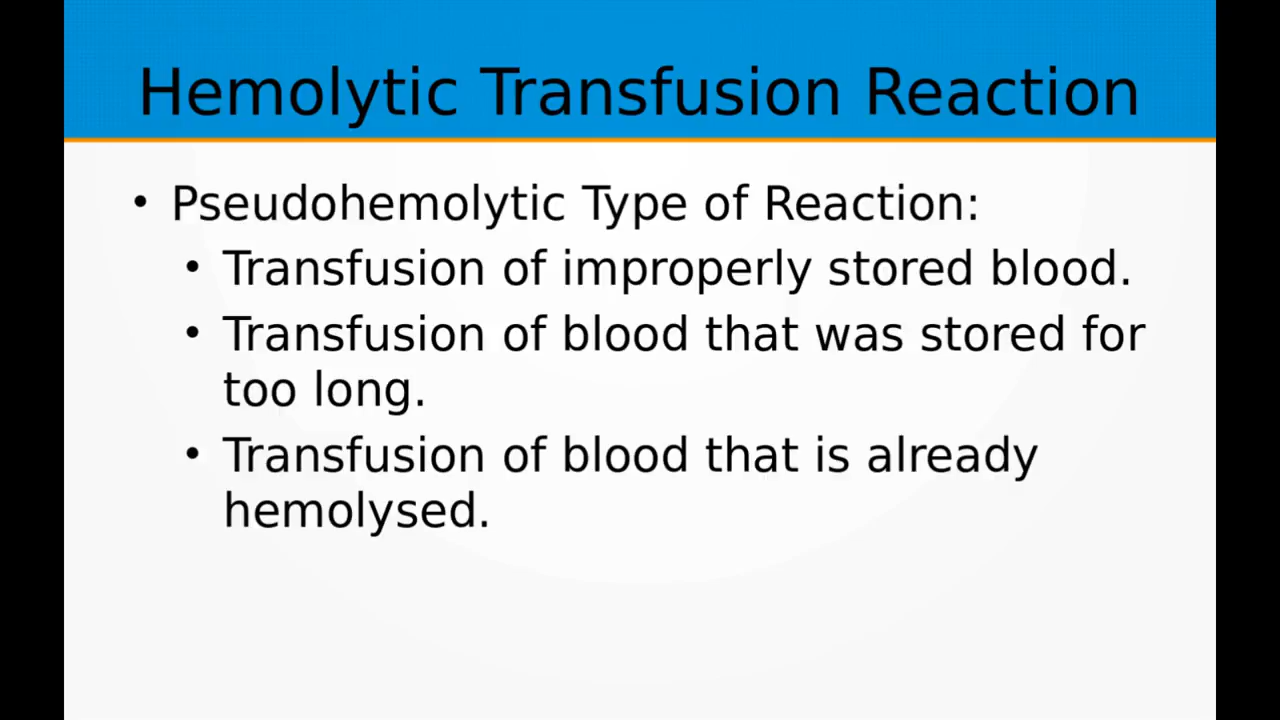 Hemolytic Transfusion Reaction
• Pseudohemolytic Type of Reaction:
• Transfusion of improperly stored blood.
• Transfusion of blood that was stored for
too long.
• Transfusion of blood that is already
hemolysed.